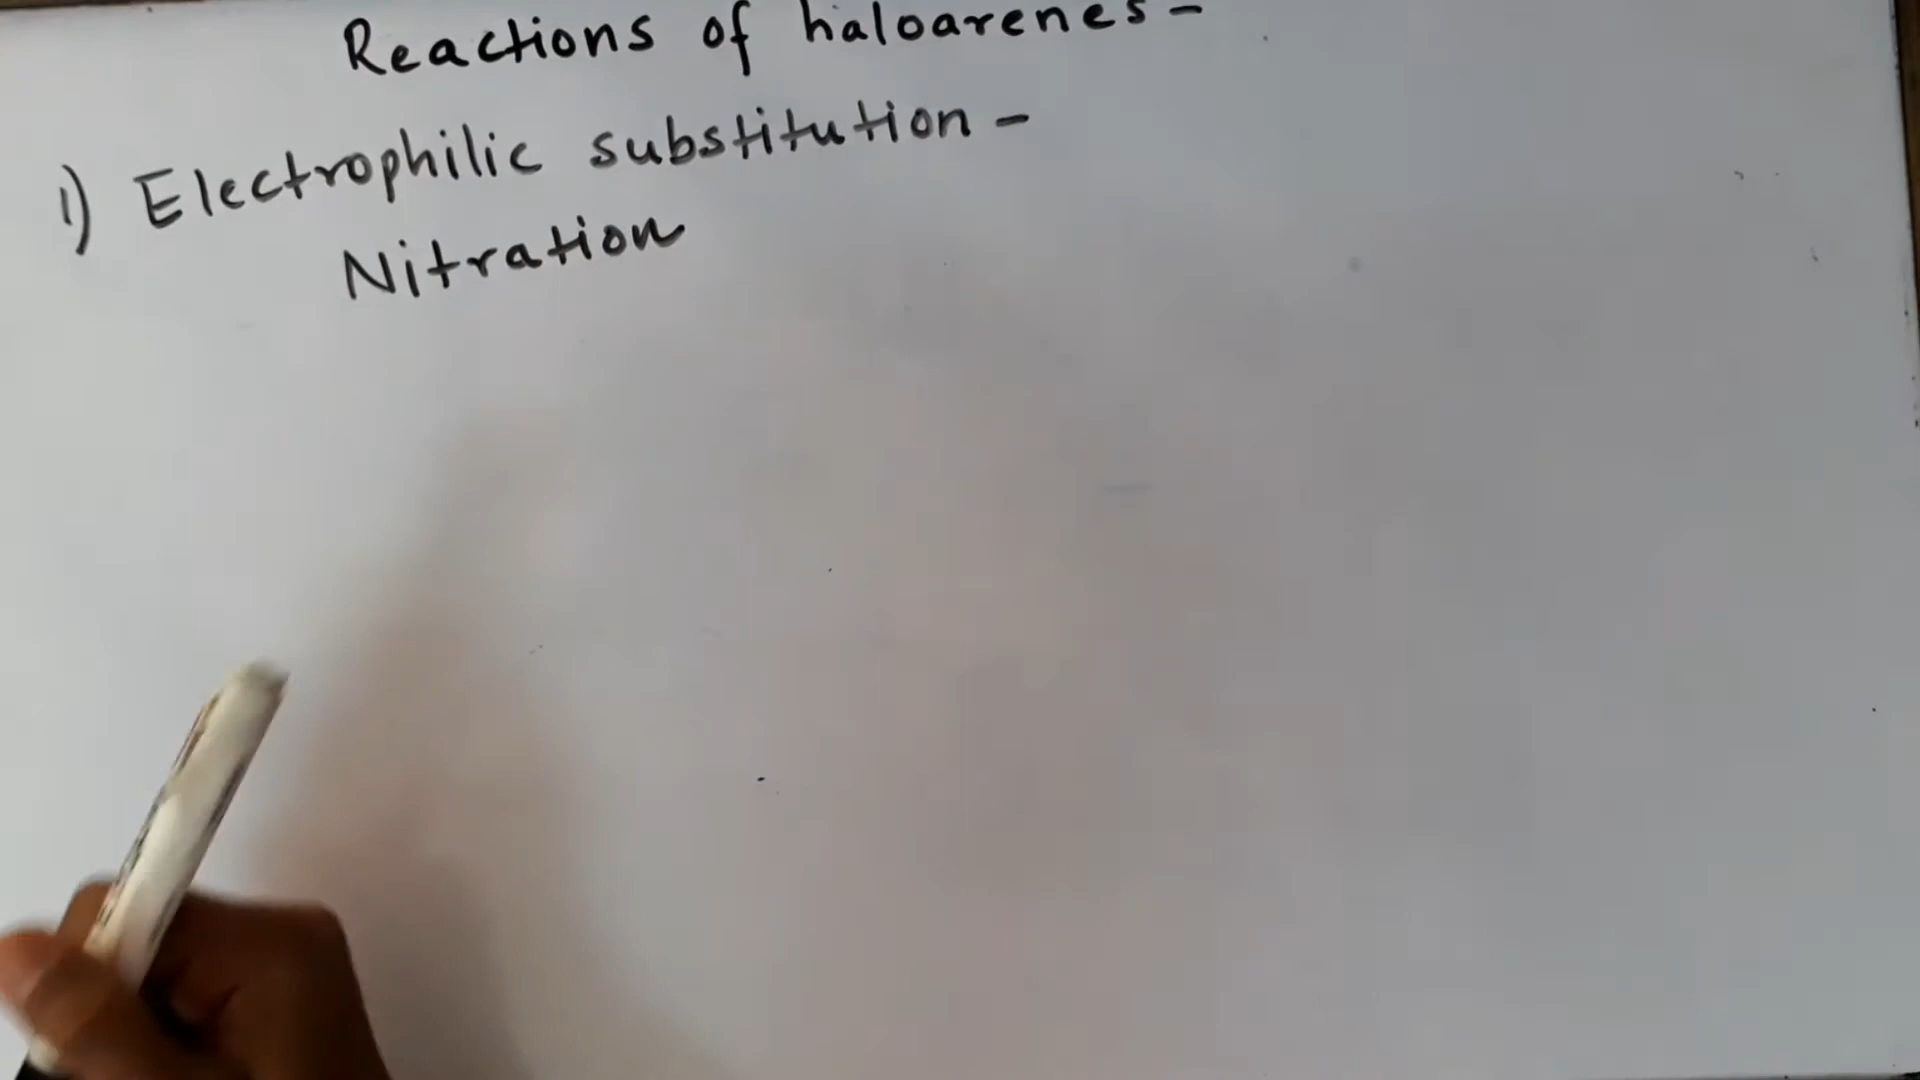 Reactions of haloarenes -
1) Electrophilic substitution -
Nitration